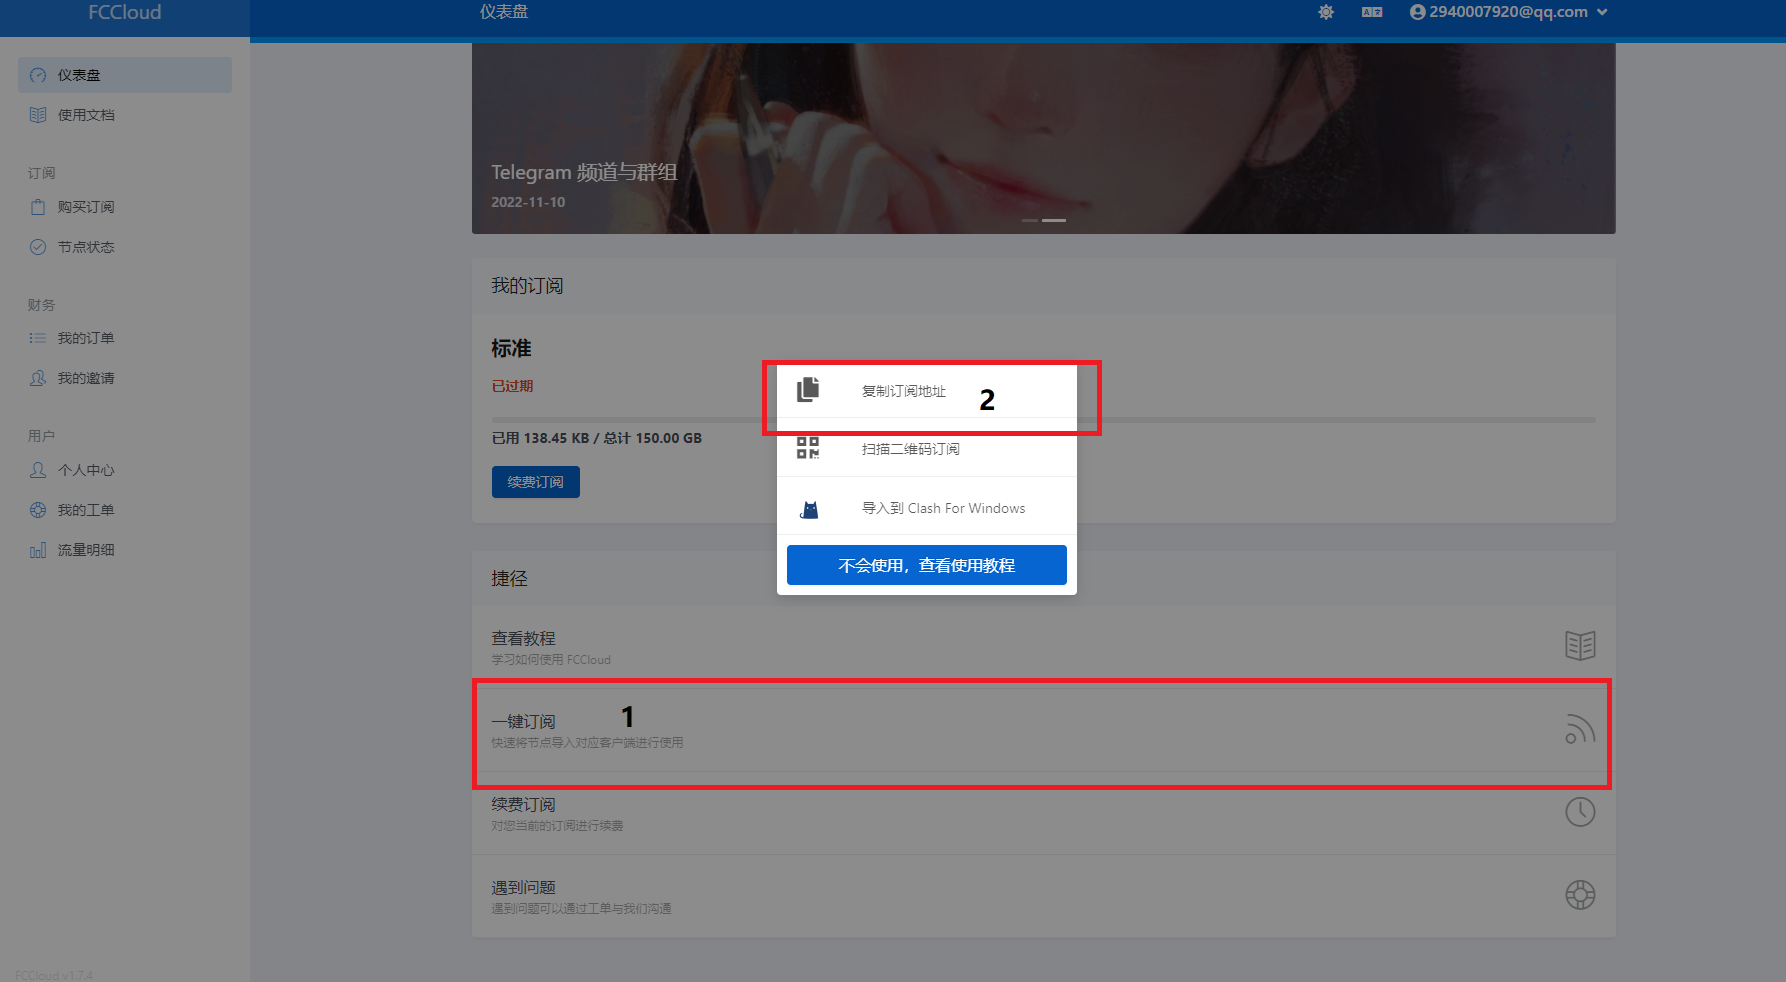 FCCloud
仪表盘
2940007920@qq.com
仪表盘
使用文档
订阅
购买订阅
节点状态
财务
我的订单
我的邀请
用户
个人中心
我的工单
流量明细
FCCloud v1.7.4
Telegram 频道与群组
2022-11-10
我的订阅
标准
已过期
已用 138.45 KB / 总计 150.00 GB
续费订阅
复制订阅地址
2
扫描二维码订阅
导入到 Clash For Windows
不会使用，查看使用教程
捷径
查看教程
学习如何使用 FCCloud
一键订阅
1
快速将节点导入对应客户端进行使用
续费订阅
对您当前的订阅进行续费
遇到问题
遇到问题可以通过工单与我们沟通